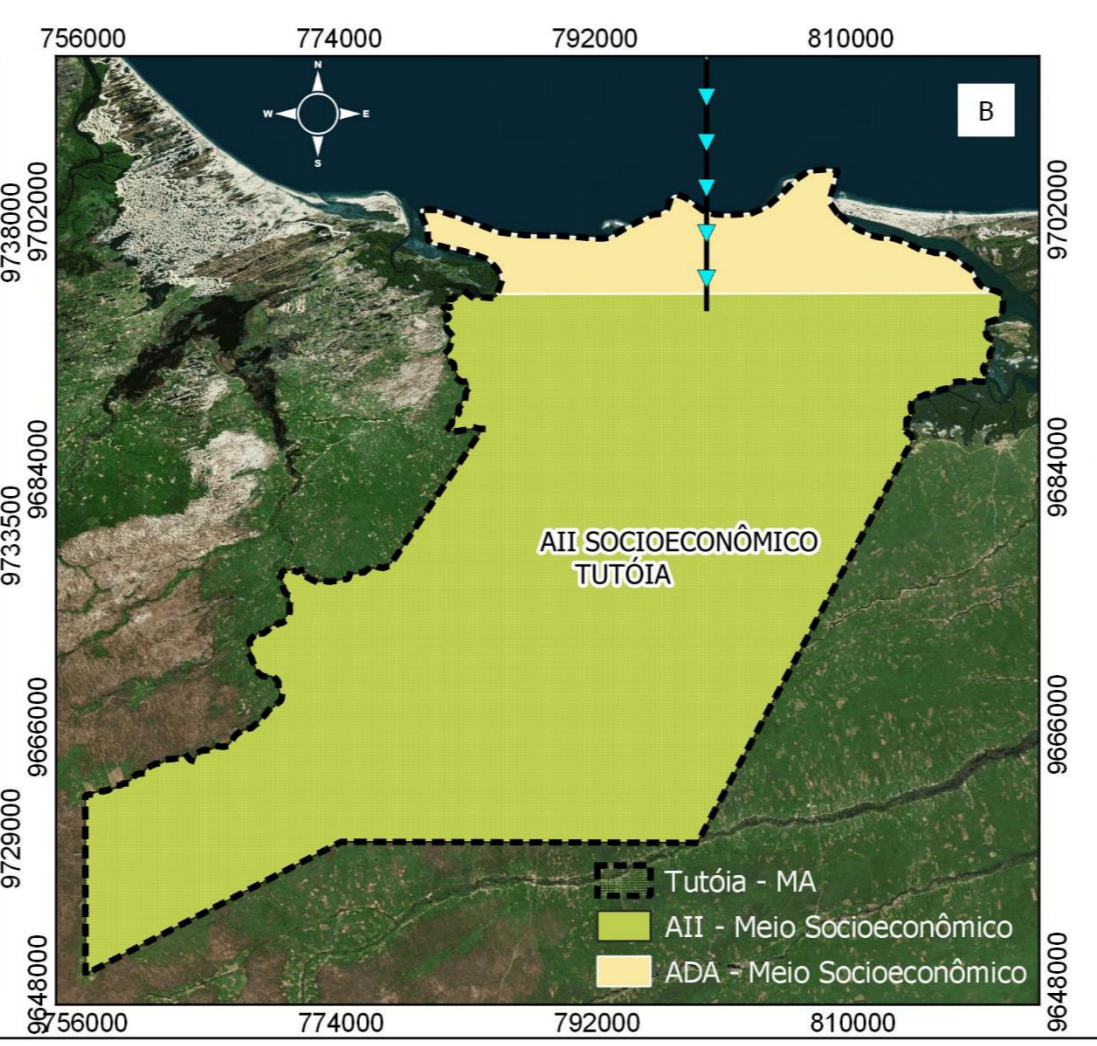 756000 774000 792000 810000
B
N
W E
S
9738000
9702000
9702000
9684000
9684000
9733500
AII SOCIOECONÔMICO
TUTÓIA
9666000
9666000
9729000
Tutóia - MA
AII - Meio Socioeconômico
ADA - Meio Socioeconômico
9648000
9648000
756000 774000 792000 810000